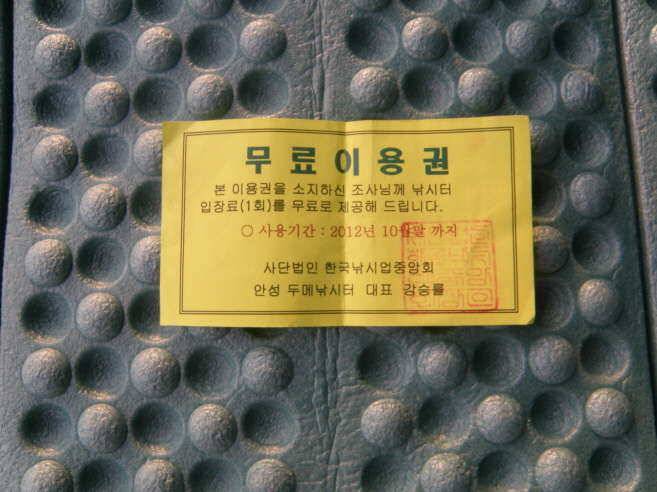 무료이용권
본 이용권을 소지하신 조사님께 낚시터
입장료(1회)를 무료로 제공해 드립니다.
○ 사용기간 : 2012년 10월말 까지
사단법인 한국낚시업중앙회
안성 두메낚시터 대표 강승률